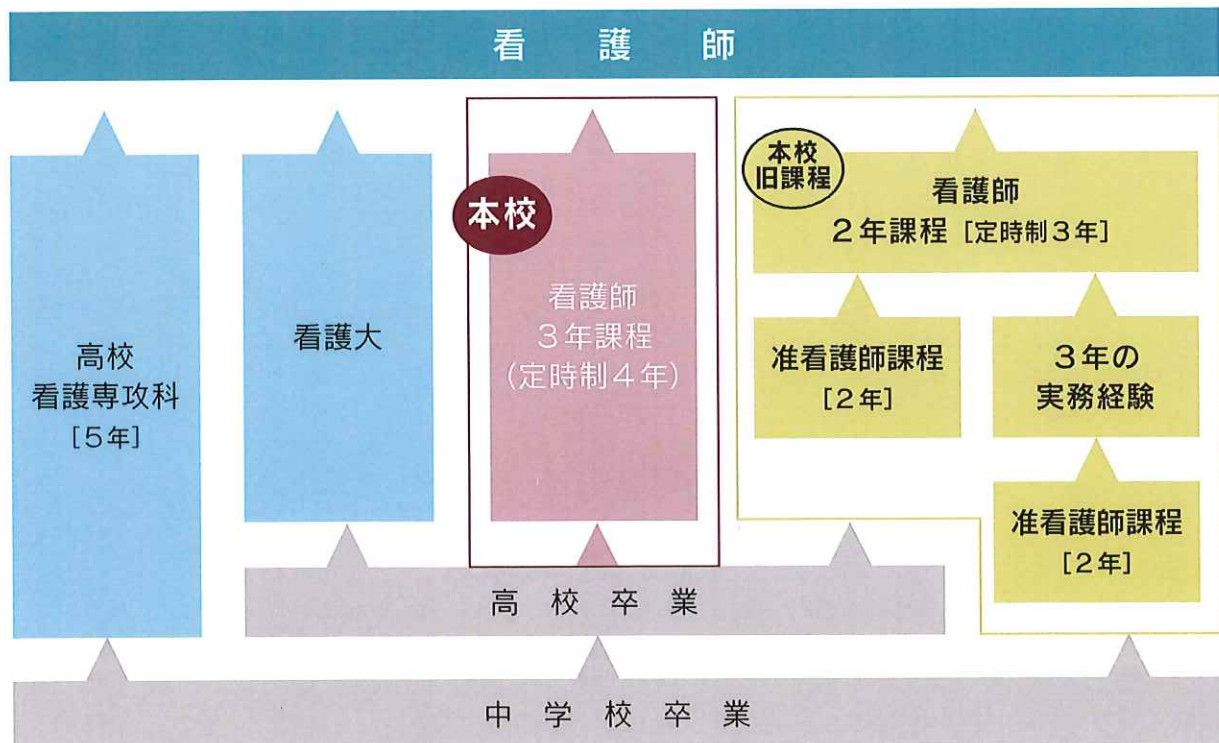 看護師
本校
旧課程
看護師
2年課程 [定時制3年]
本校
看護師
3年課程
(定時制4年)
看護大
高校
看護専攻科
[5年]
准看護師課程
[2年]
3年の
実務経験
准看護師課程
[2年]
高校卒業
中学校卒業